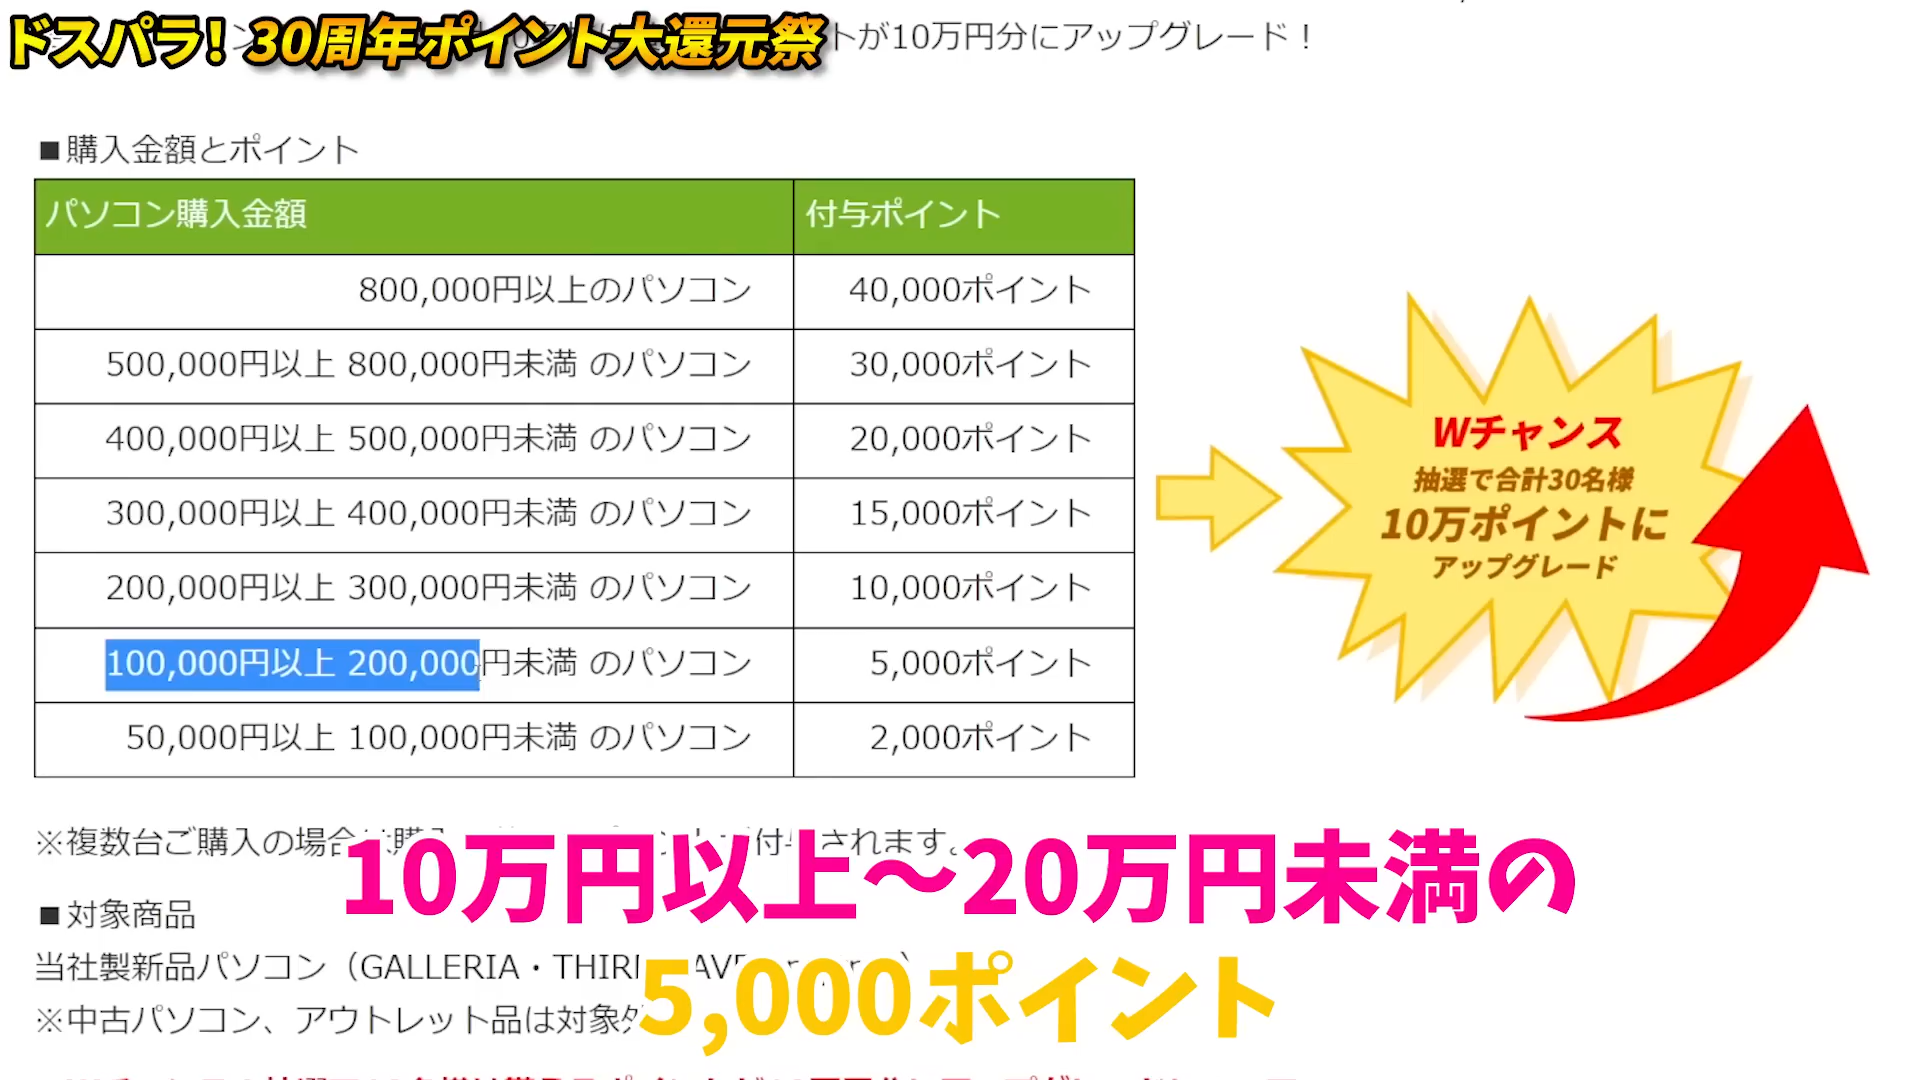 ドスパラ！ 30周年ポイント大還元祭
トが10万円分にアップグレード！
■購入金額とポイント
パソコン購入金額 付与ポイント
800,000円以上のパソコン 40,000ポイント
500,000円以上 800,000円未満 のパソコン 30,000ポイント
400,000円以上 500,000円未満 のパソコン 20,000ポイント
300,000円以上 400,000円未満 のパソコン 15,000ポイント
200,000円以上 300,000円未満 のパソコン 10,000ポイント
100,000円以上 200,000円未満 のパソコン 5,000ポイント
50,000円以上 100,000円未満 のパソコン 2,000ポイント
Wチャンス
抽選で合計30名様
10万ポイントに
アップグレード
※複数台ご購入の場合は購入 されます。
10万円以上～20万円未満の
■対象商品
当社製新品パソコン（GALLERIA・THIR
※中古パソコン、アウトレット品は対象外
5,000ポイント